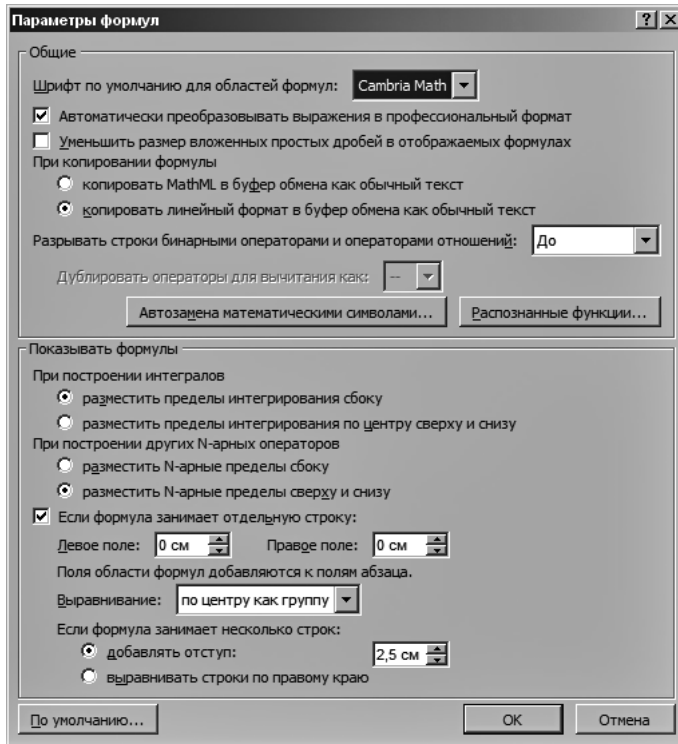 Параметры формул
Общие
Шрифт по умолчанию для областей формул: Cambria Math
Автоматически преобразовывать выражения в профессиональный формат
Уменьшить размер вложенных простых дробей в отображаемых формулах
При копировании формулы
копировать MathML в буфер обмена как обычный текст
копировать линейный формат в буфер обмена как обычный текст
Разрывать строки бинарными операторами и операторами отношений: До
Дублировать операторы для вычитания как: --
Автозамена математическими символами... Распознанные функции...
Показывать формулы
При построении интегралов
разместить пределы интегрирования сбоку
разместить пределы интегрирования по центру сверху и снизу
При построении других N-арных операторов
разместить N-арные пределы сбоку
разместить N-арные пределы сверху и снизу
Если формула занимает отдельную строку:
Левое поле: 0 см Правое поле: 0 см
Поля области формул добавляются к полям абзаца.
Выравнивание: по центру как группу
Если формула занимает несколько строк:
добавлять отступ: 2,5 см
выравнивать строки по правому краю
По умолчанию... ОК Отмена